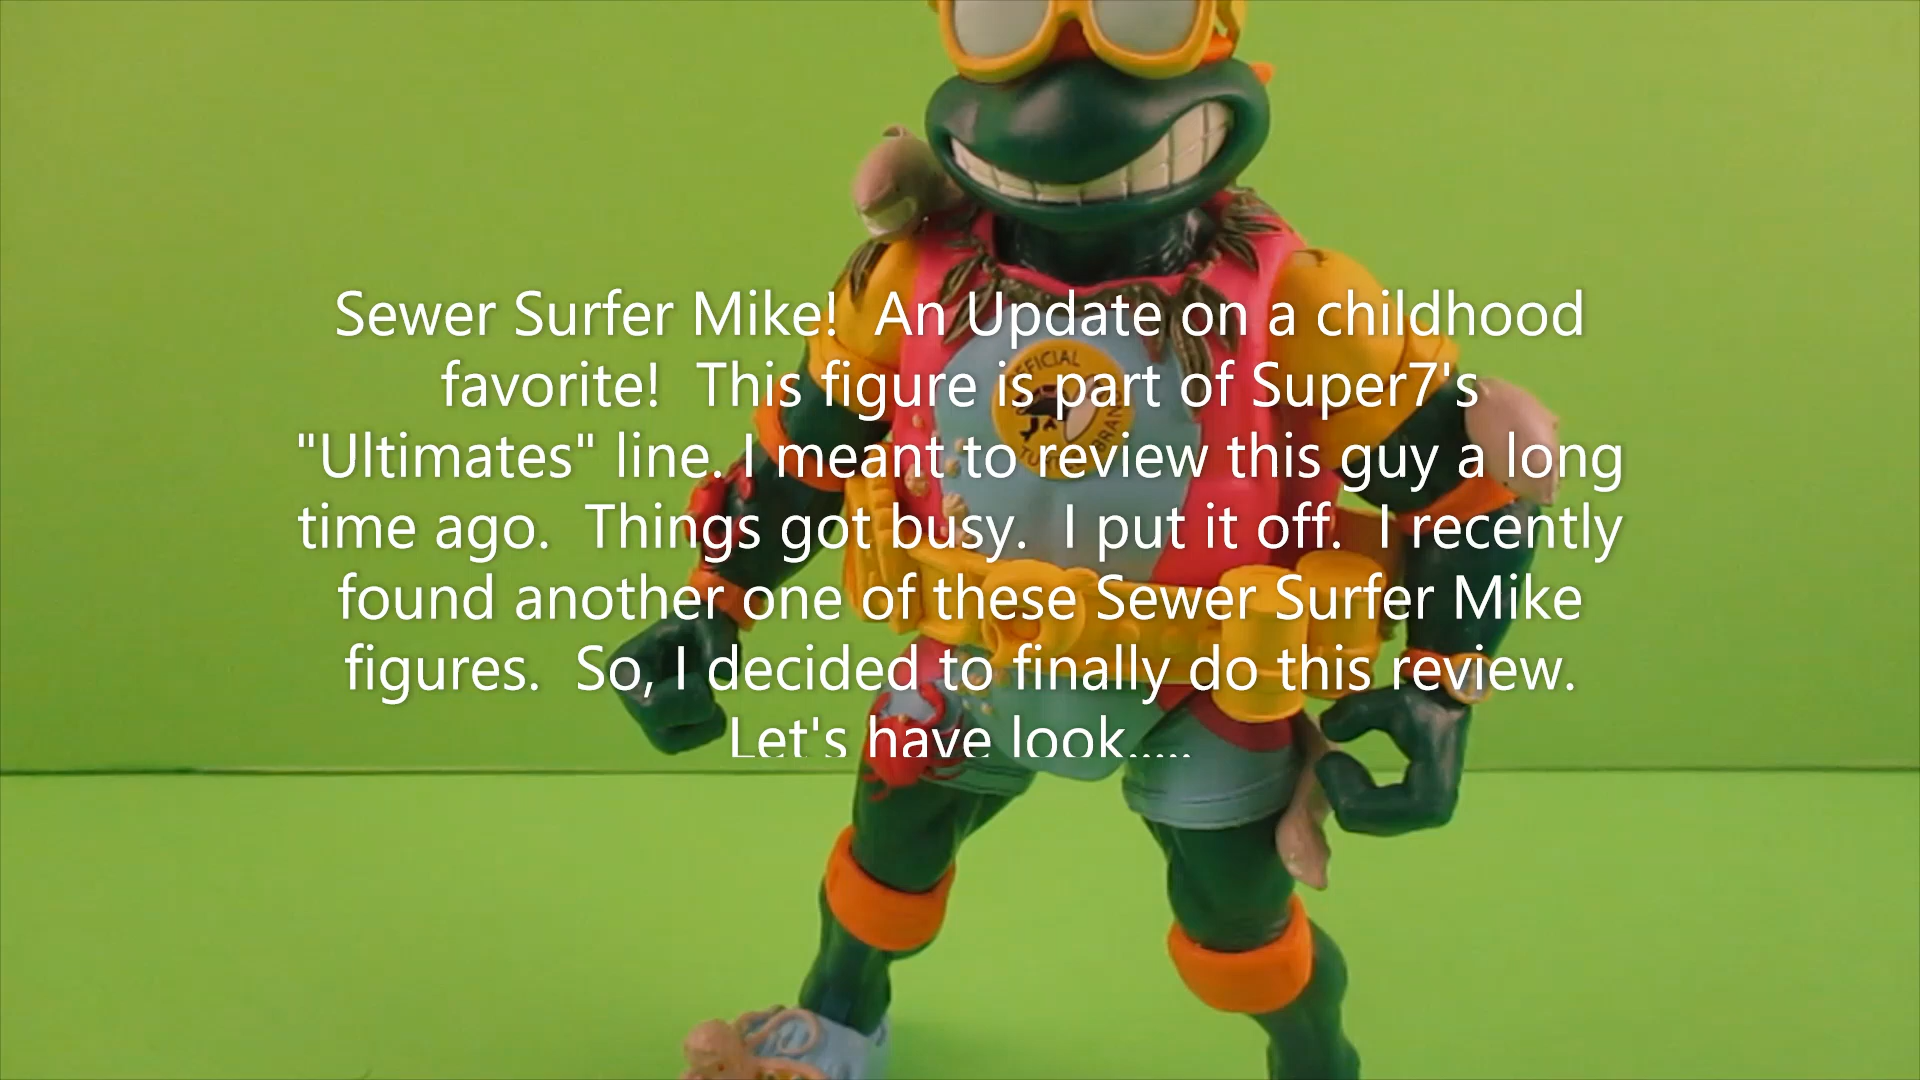 Sewer Surfer Mike!  An Update on a childhood
favorite!  This figure is part of Super7's
"Ultimates" line. I meant to review this guy a long
time ago.  Things got busy.  I put it off.  I recently
found another one of these Sewer Surfer Mike
figures.  So, I decided to finally do this review.
Let's have look.....